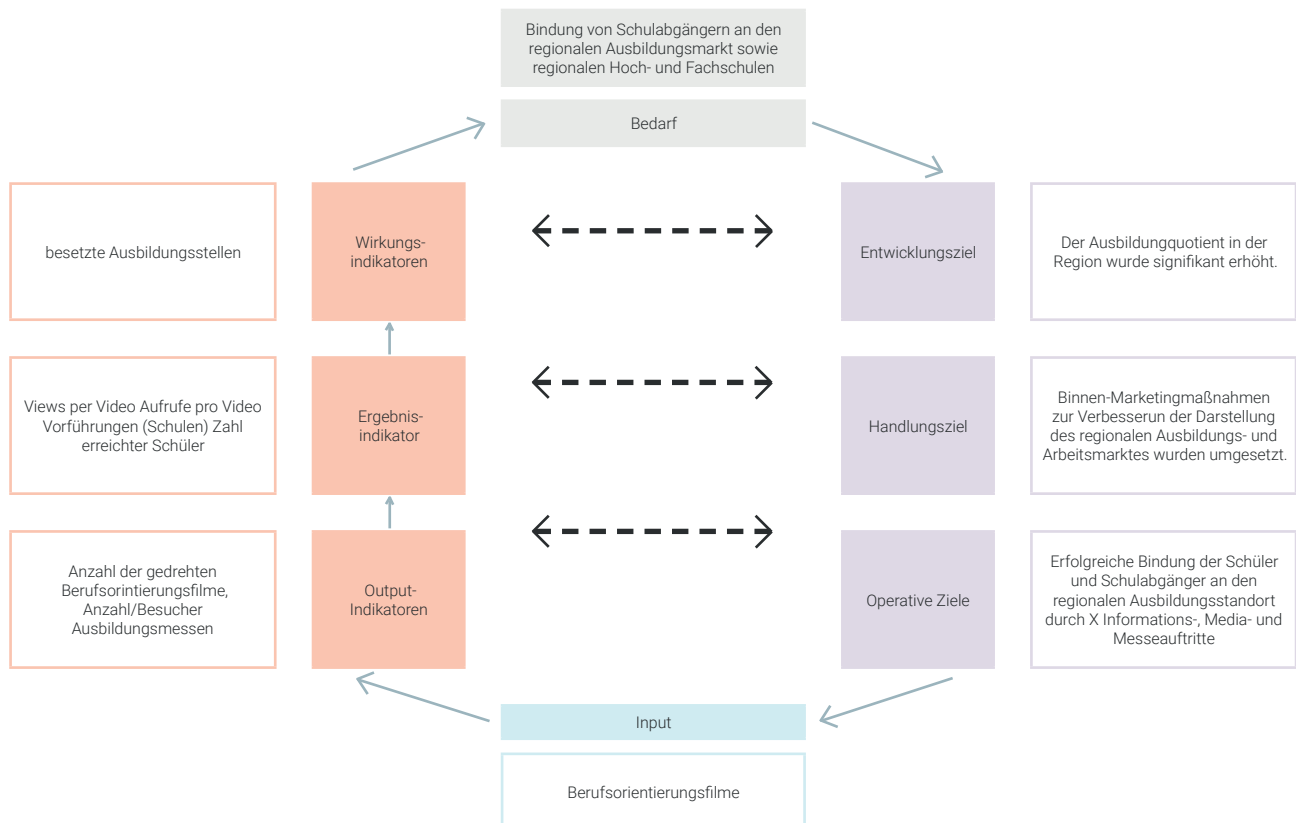 Bindung von Schulabgängern an den
regionalen Ausbildungsmarkt sowie
regionalen Hoch- und Fachschulen
Bedarf
besetzte Ausbildungsstellen
Wirkungs-
indikatoren
Entwicklungsziel
Der Ausbildungquotient in der
Region wurde signifikant erhöht.
Views per Video Aufrufe pro Video
Vorführungen (Schulen) Zahl
erreichter Schüler
Ergebnis-
indikator
Handlungsziel
Binnen-Marketingmaßnahmen
zur Verbesserun der Darstellung
des regionalen Ausbildungs- und
Arbeitsmarktes wurden umgesetzt.
Anzahl der gedrehten
Berufsorintierungsfilme,
Anzahl/Besucher
Ausbildungsmessen
Output-
Indikatoren
Operative Ziele
Erfolgreiche Bindung der Schüler
und Schulabgänger an den
regionalen Ausbildungsstandort
durch X Informations-, Media- und
Messeauftritte
Input
Berufsorientierungsfilme